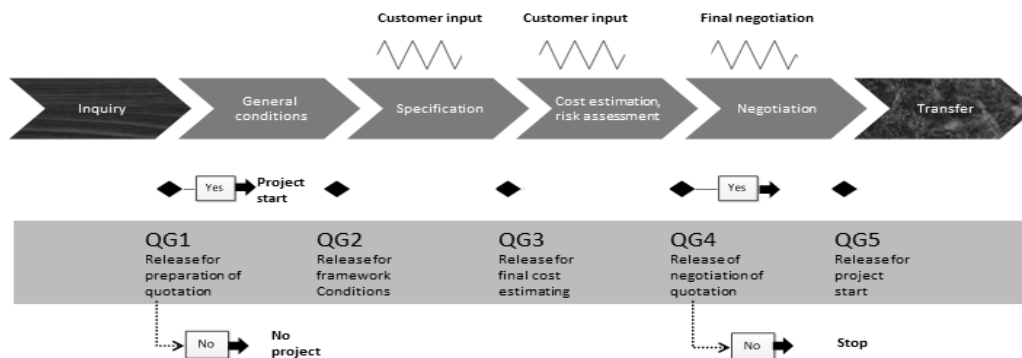 Customer input
Customer input
Final negotiation
Inquiry
General
conditions
Specification
Cost estimation,
risk assessment
Negotiation
Transfer
Yes
Project
start
Yes
QG1
Release for
preparation of
quotation
QG2
Release for
framework
Conditions
QG3
Release for
final cost
estimating
QG4
Release of
negotiation of
quotation
QG5
Release for
project
start
No
No
project
No
Stop